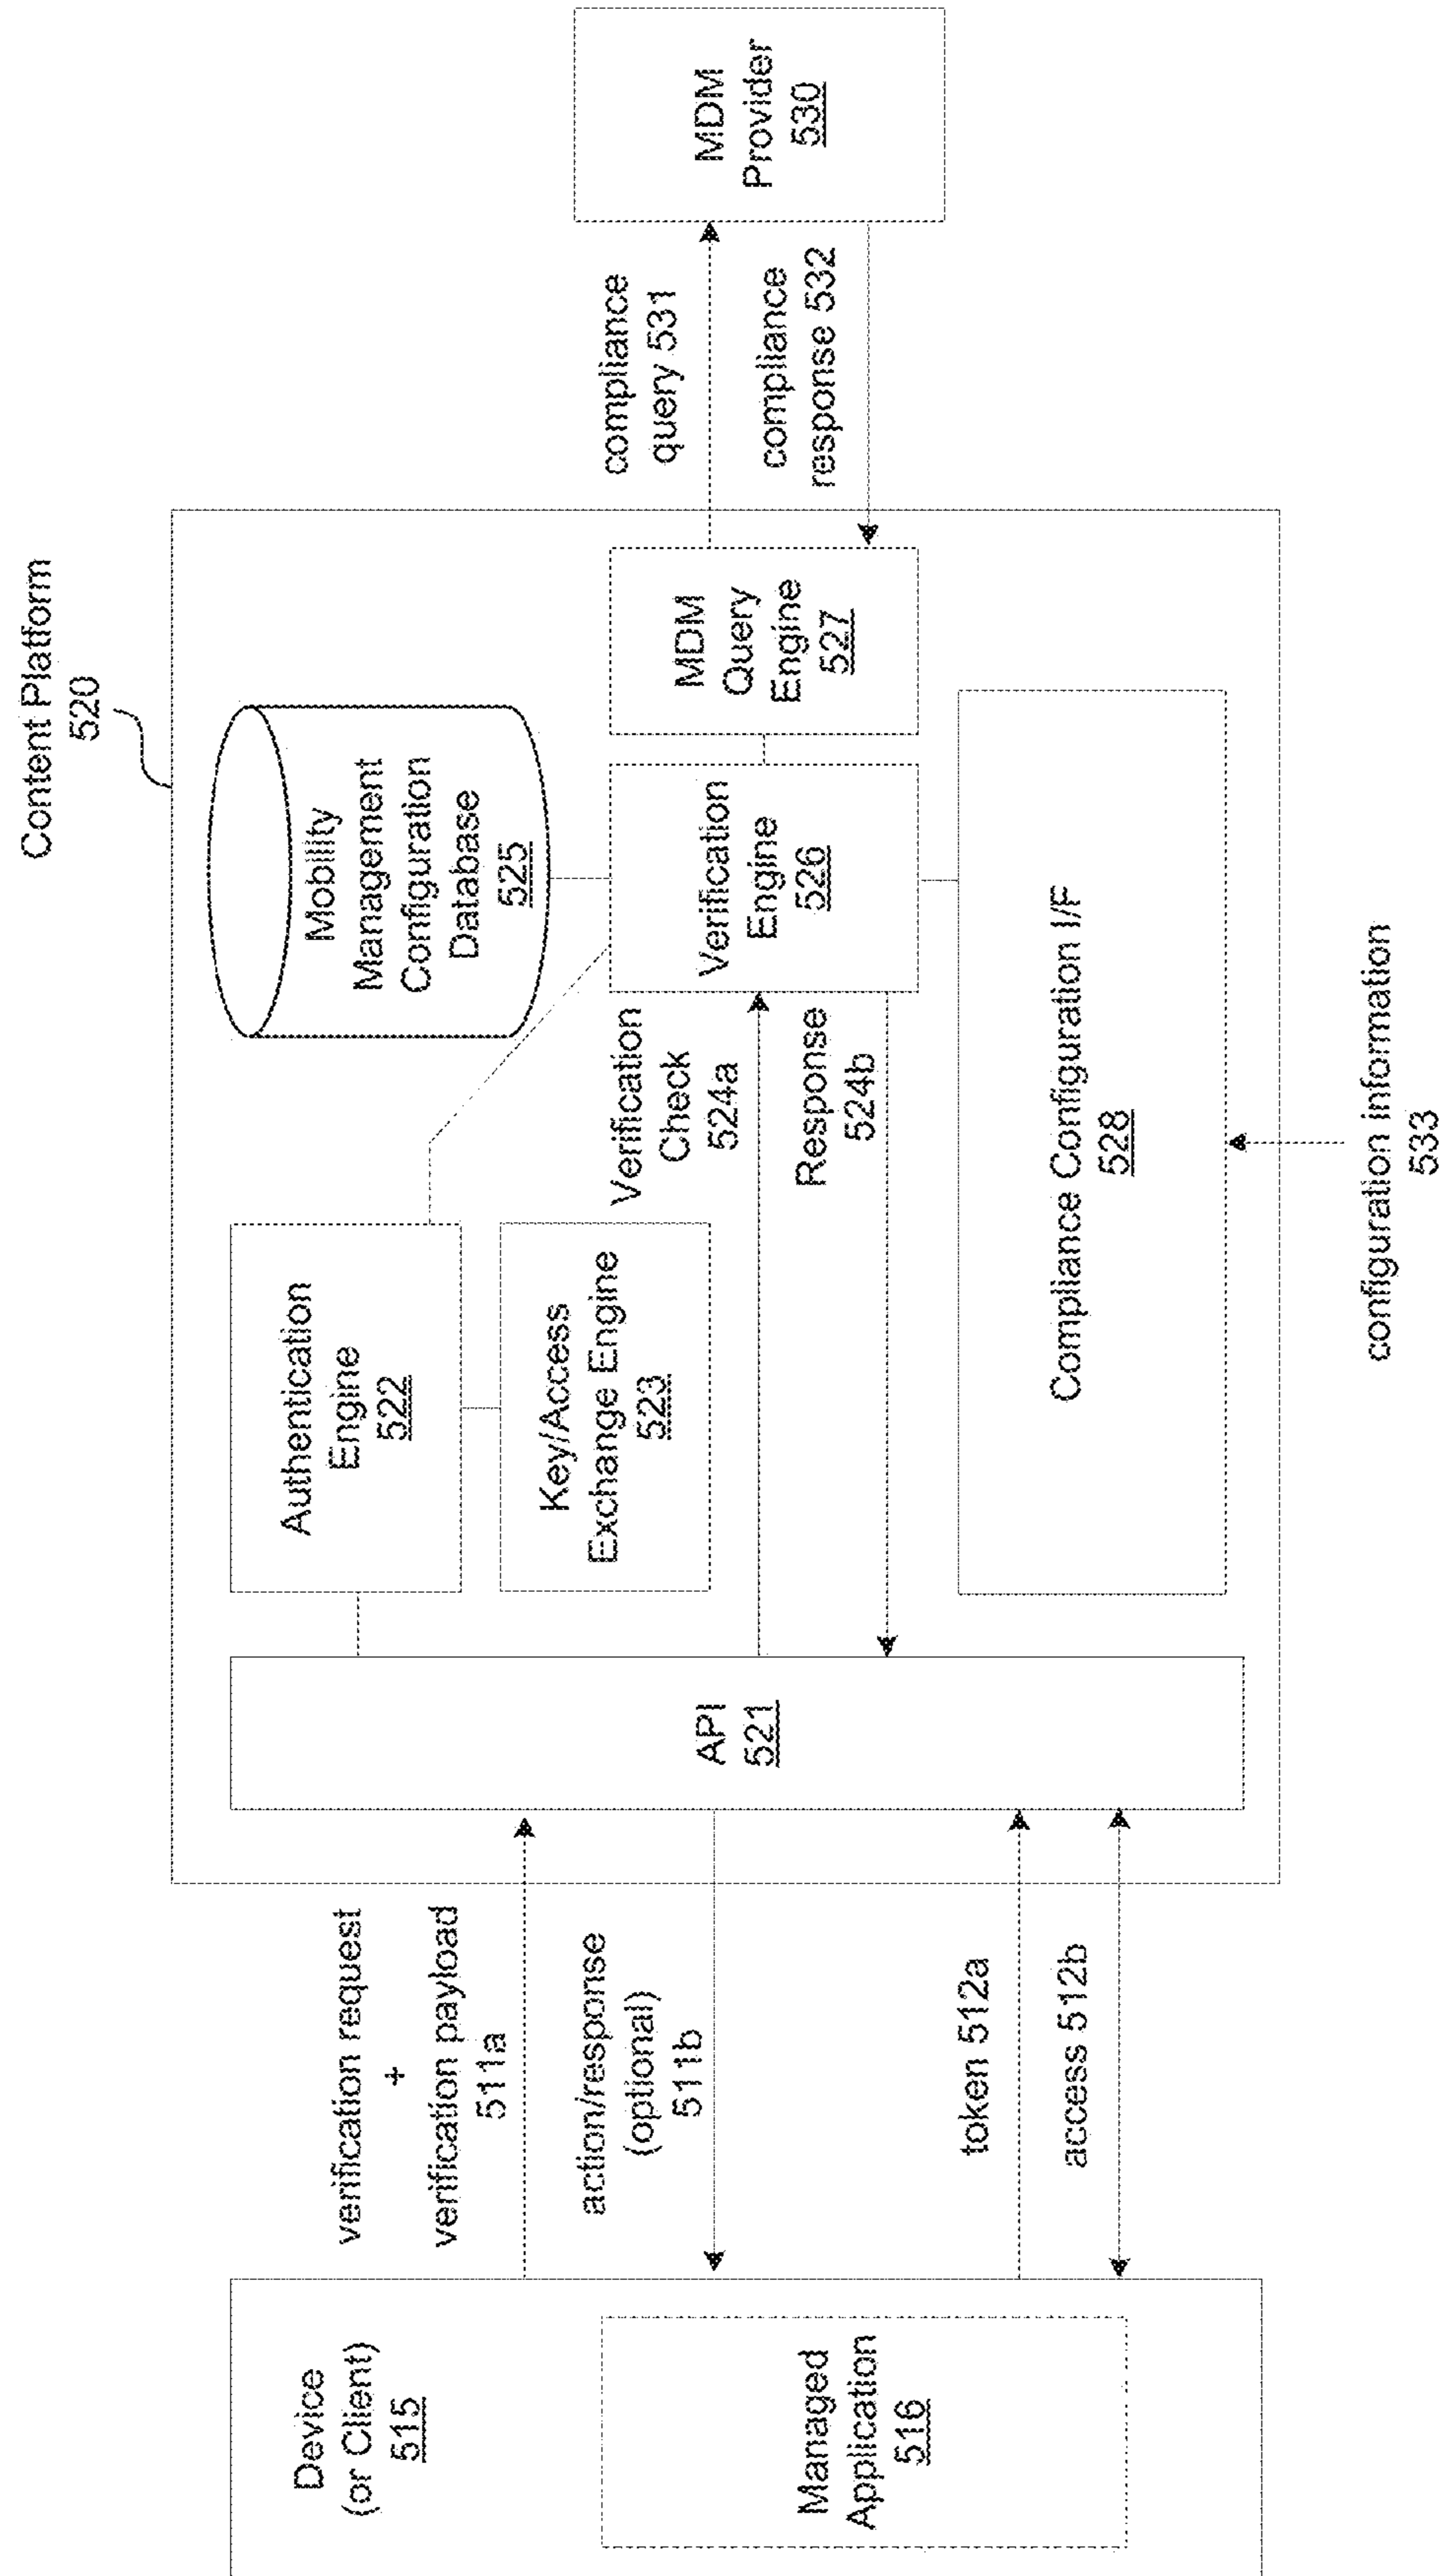 Content Platform
520
Device
(or Client)
515
Managed
Application
516
verification request
+
verification payload
511a
action/response
(optional)
511b
token 512a
access 512b
API
521
Authentication
Engine
522
Key/Access
Exchange Engine
523
Verification
Check
524a
Response
524b
Mobility
Management
Configuration
Database
525
Verification
Engine
526
MDM
Query
Engine
527
Compliance Configuration I/F
528
configuration information
533
compliance
query 531
compliance
response 532
MDM
Provider
530